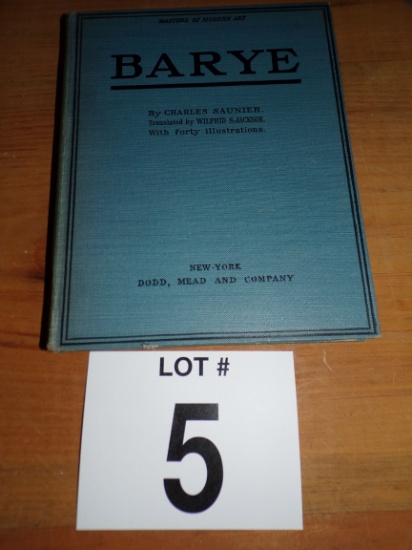 MASTERS OF MODERN ART
BARYE
By CHARLES SAUNIER.
Translated by WILFRID S. JACKSON.
With forty illustrations.
NEW-YORK
DODD, MEAD AND COMPANY
LOT #
5